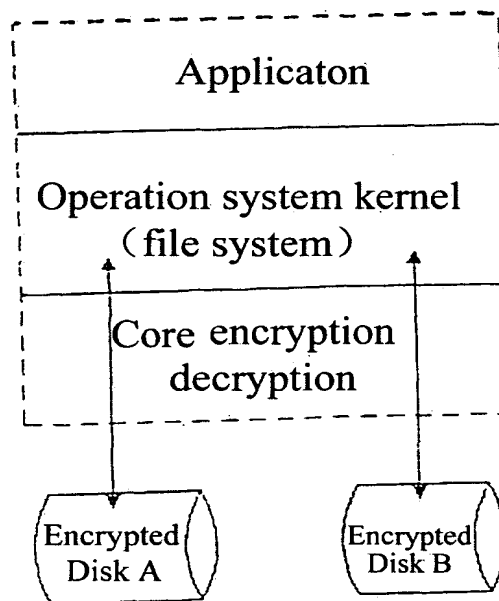 Applicaton
Operation system kernel
（file system）
Core encryption
decryption
Encrypted
Disk A
Encrypted
Disk B